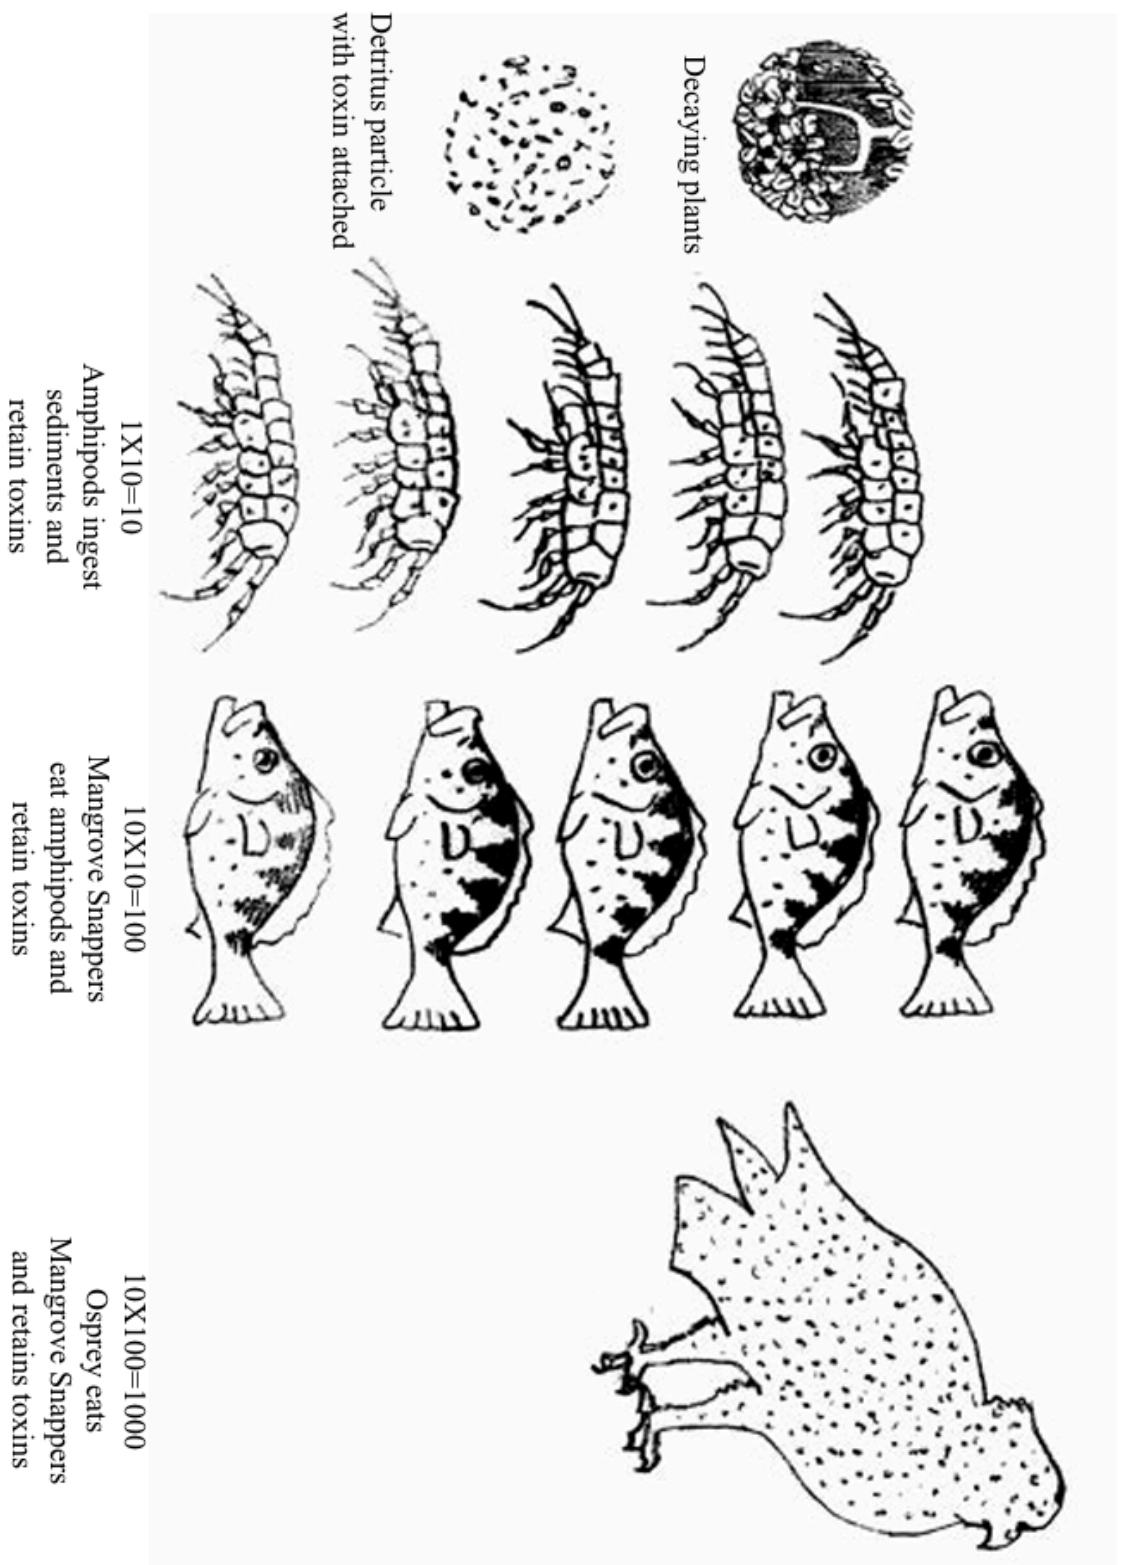 Decaying plants
Detritus particle
with toxin attached
1X10=10
Amphipods ingest
sediments and
retain toxins
10X10=100
Mangrove Snappers
eat amphipods and
retain toxins
10X100=1000
Osprey eats
Mangrove Snappers
and retains toxins